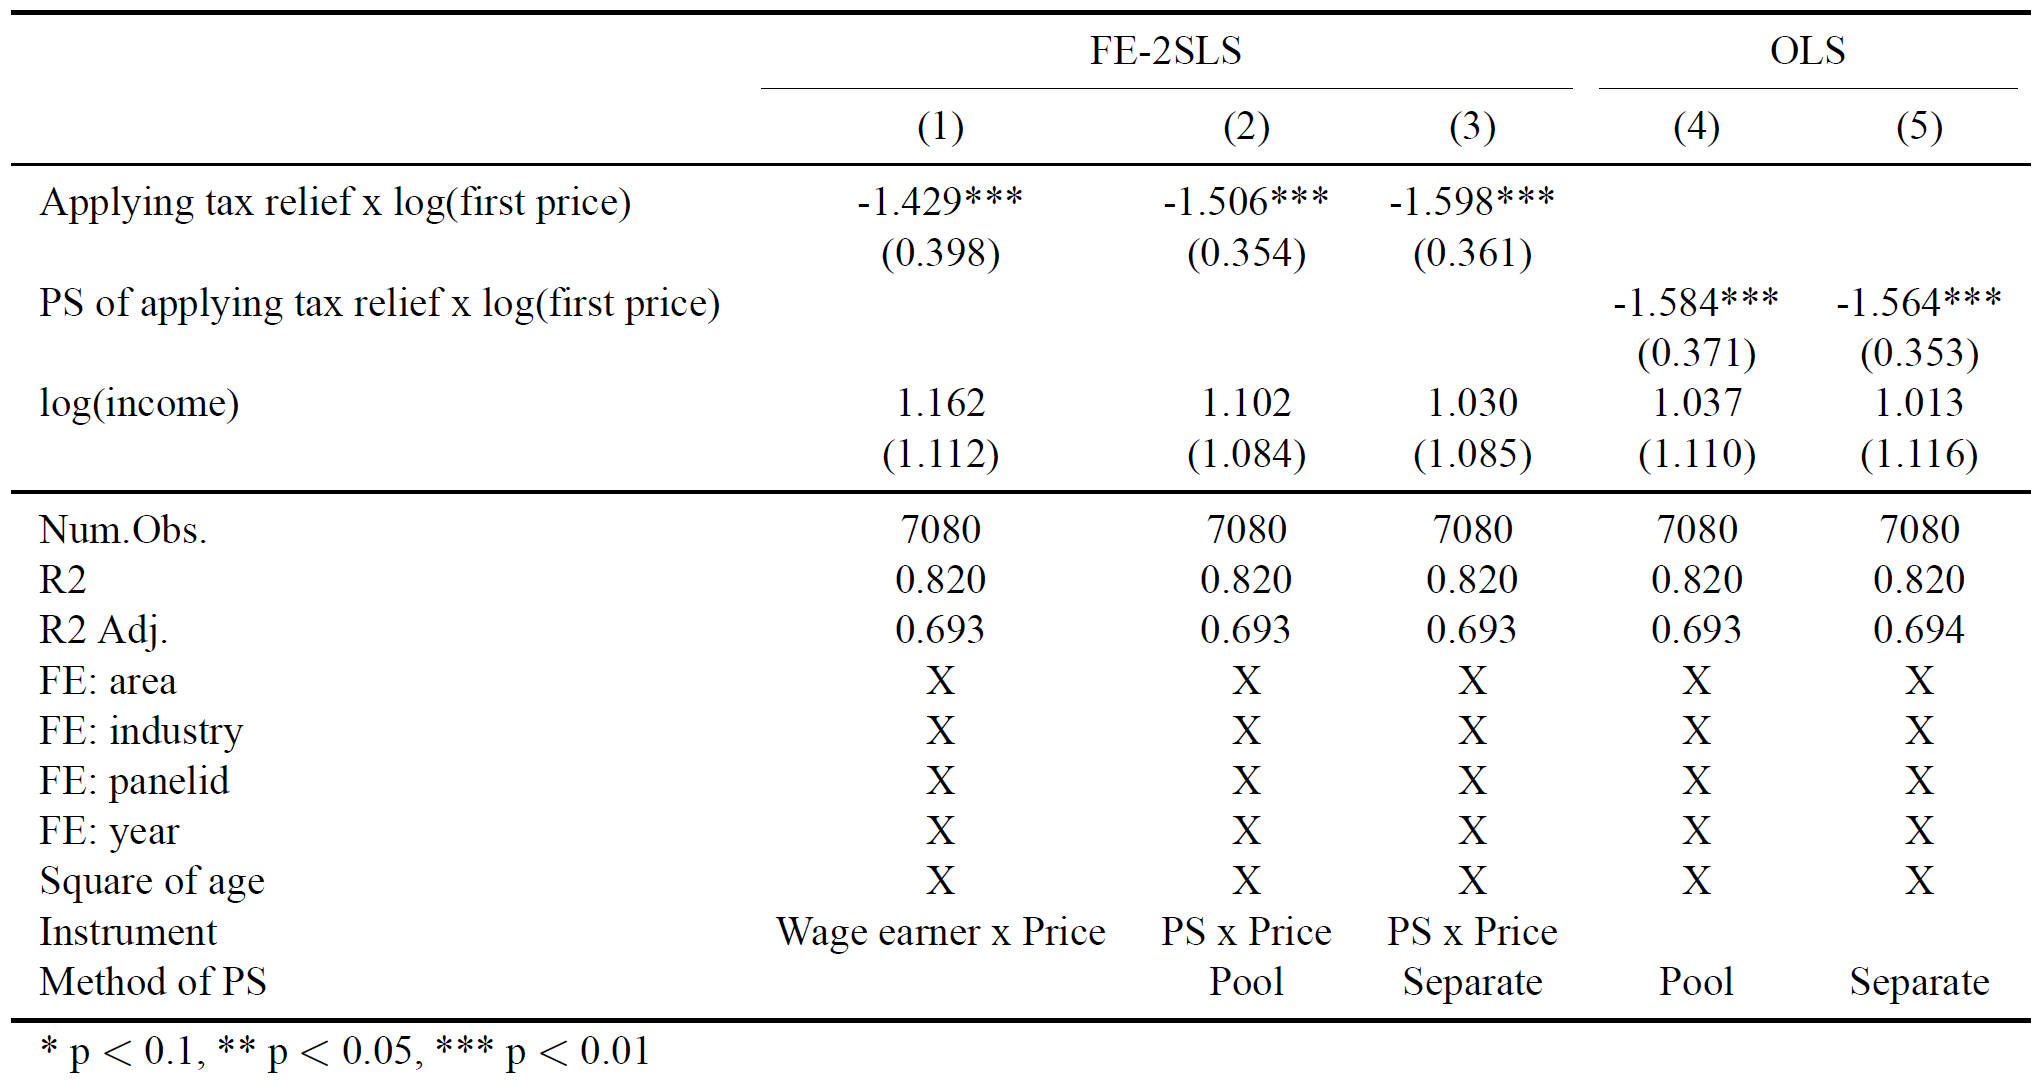 FE-2SLS OLS
(1) (2) (3) (4) (5)
Applying tax relief x log(first price) -1.429*** -1.506*** -1.598***
(0.398) (0.354) (0.361)
PS of applying tax relief x log(first price) -1.584*** -1.564***
(0.371) (0.353)
log(income) 1.162 1.102 1.030 1.037 1.013
(1.112) (1.084) (1.085) (1.110) (1.116)
Num.Obs. 7080 7080 7080 7080 7080
R2 0.820 0.820 0.820 0.820 0.820
R2 Adj. 0.693 0.693 0.693 0.693 0.694
FE: area X X X X X
FE: industry X X X X X
FE: panelid X X X X X
FE: year X X X X X
Square of age X X X X X
Instrument Wage earner x Price PS x Price PS x Price
Method of PS Pool Separate Pool Separate
* p < 0.1, ** p < 0.05, *** p < 0.01